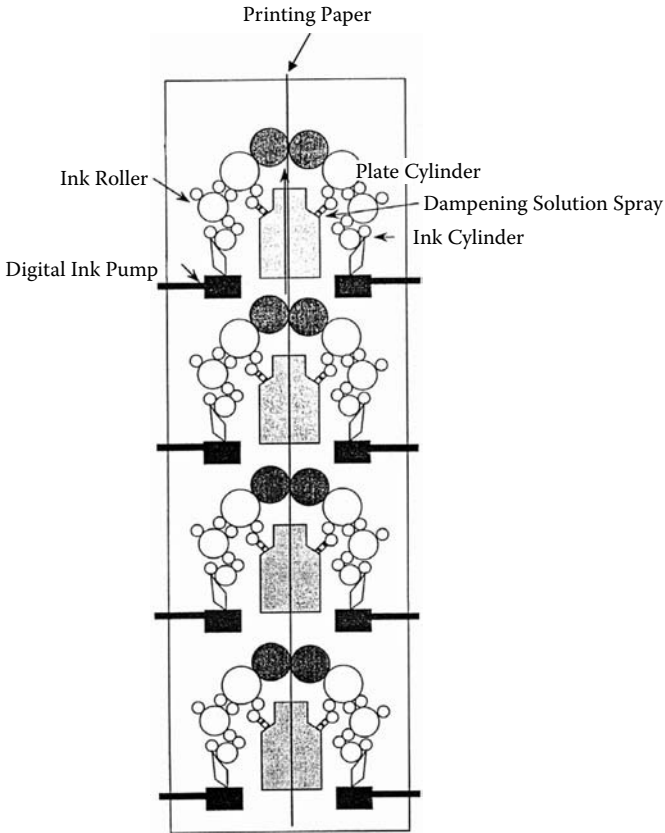 Printing Paper
Plate Cylinder
Ink Roller
Dampening Solution Spray
Ink Cylinder
Digital Ink Pump